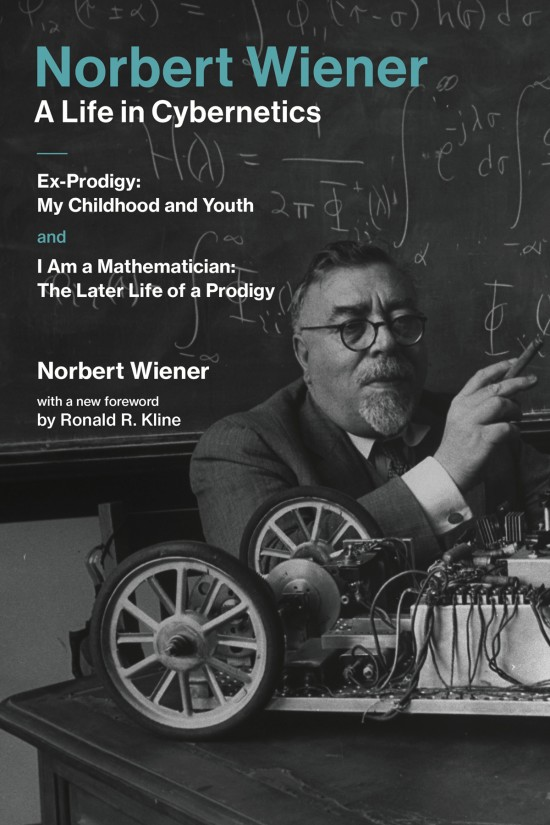 Norbert Wiener
A Life in Cybernetics
Ex-Prodigy:
My Childhood and Youth
and
I Am a Mathematician:
The Later Life of a Prodigy
Norbert Wiener
with a new foreword
by Ronald R. Kline